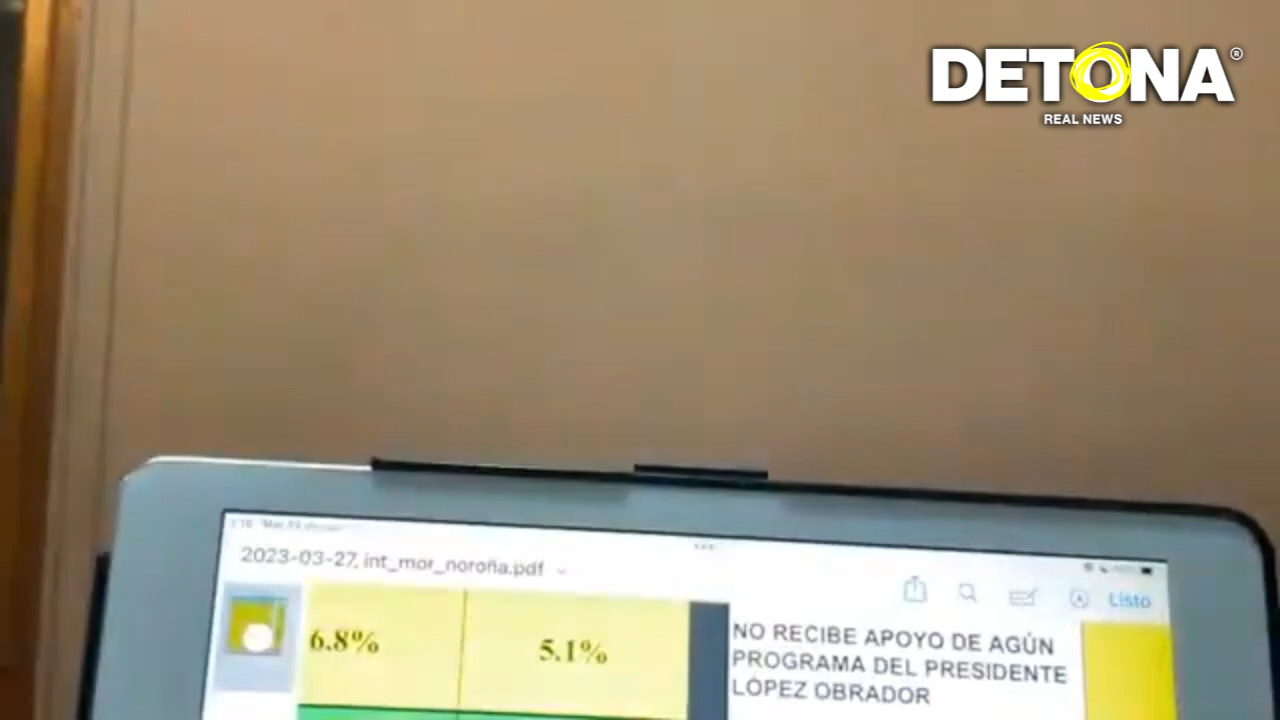 DETONA®
REAL NEWS
2023-03-27, int_mor_noroña.pdf
Listo
6.8%
5.1%
NO RECIBE APOYO DE AGÚN
PROGRAMA DEL PRESIDENTE
LÓPEZ OBRADOR